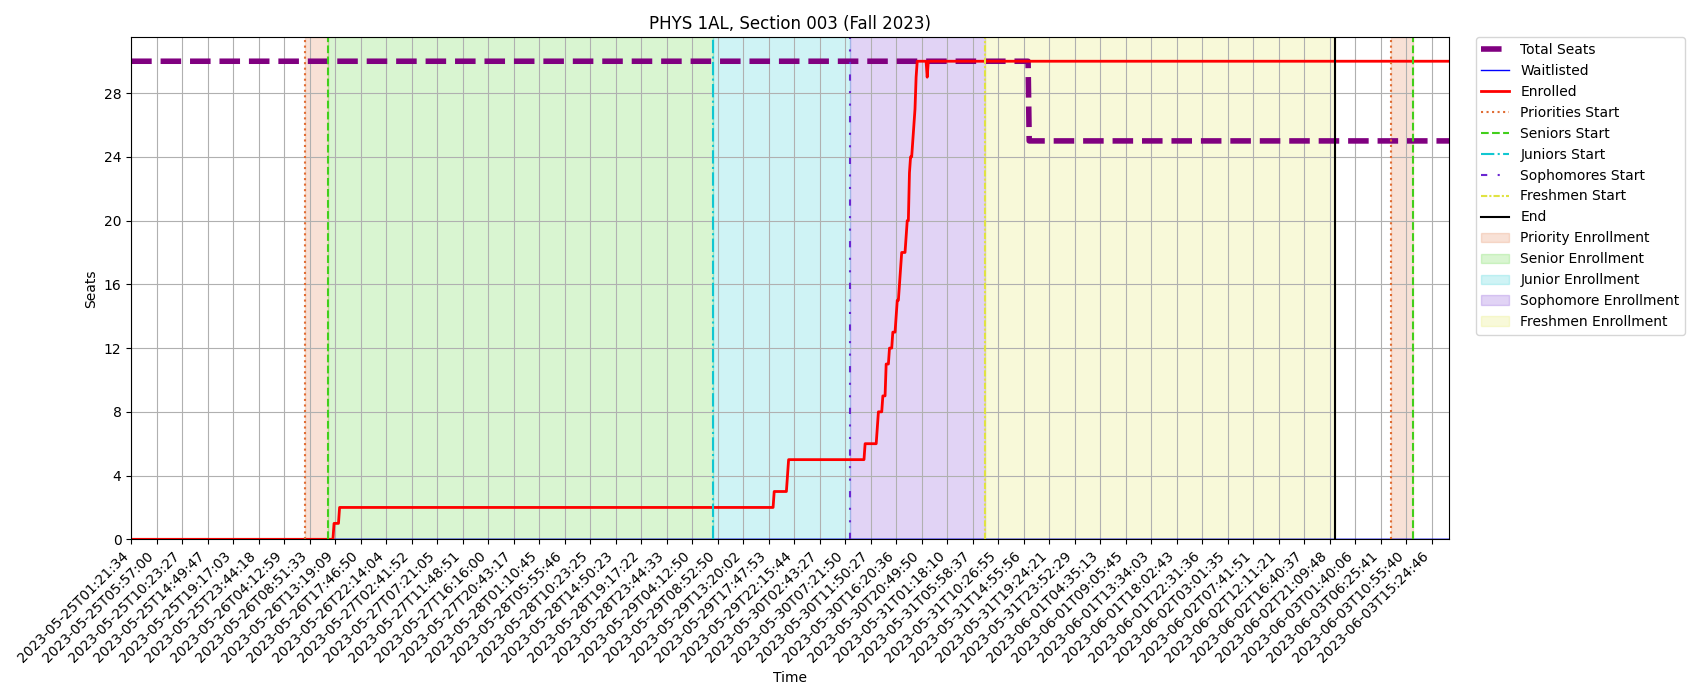 PHYS 1AL, Section 003 (Fall 2023)
Seats
28
24
20
16
12
8
4
0
2023-05-25T01:21:34
2023-05-25T05:57:00
2023-05-25T10:23:27
2023-05-25T14:49:47
2023-05-25T19:17:03
2023-05-25T23:44:18
2023-05-26T04:12:59
2023-05-26T08:51:33
2023-05-26T13:19:09
2023-05-26T17:46:50
2023-05-26T22:14:04
2023-05-27T02:41:52
2023-05-27T07:21:05
2023-05-27T11:48:51
2023-05-27T16:16:00
2023-05-27T20:43:17
2023-05-28T01:10:45
2023-05-28T05:55:46
2023-05-28T10:23:25
2023-05-28T14:50:23
2023-05-28T19:17:22
2023-05-28T23:44:33
2023-05-29T04:12:50
2023-05-29T08:52:50
2023-05-29T13:20:02
2023-05-29T17:47:53
2023-05-29T22:15:44
2023-05-30T02:43:27
2023-05-30T07:21:50
2023-05-30T11:50:27
2023-05-30T16:20:36
2023-05-30T20:49:50
2023-05-31T01:18:10
2023-05-31T05:58:37
2023-05-31T10:26:55
2023-05-31T14:55:56
2023-05-31T19:24:21
2023-05-31T23:52:29
2023-06-01T04:35:13
2023-06-01T09:05:45
2023-06-01T13:34:03
2023-06-01T18:02:43
2023-06-01T22:31:36
2023-06-02T03:01:35
2023-06-02T07:41:51
2023-06-02T12:11:21
2023-06-02T16:40:37
2023-06-02T21:09:48
2023-06-03T01:40:06
2023-06-03T06:25:41
2023-06-03T10:55:40
2023-06-03T15:24:46
Time
Total Seats
Waitlisted
Enrolled
Priorities Start
Seniors Start
Juniors Start
Sophomores Start
Freshmen Start
End
Priority Enrollment
Senior Enrollment
Junior Enrollment
Sophomore Enrollment
Freshmen Enrollment